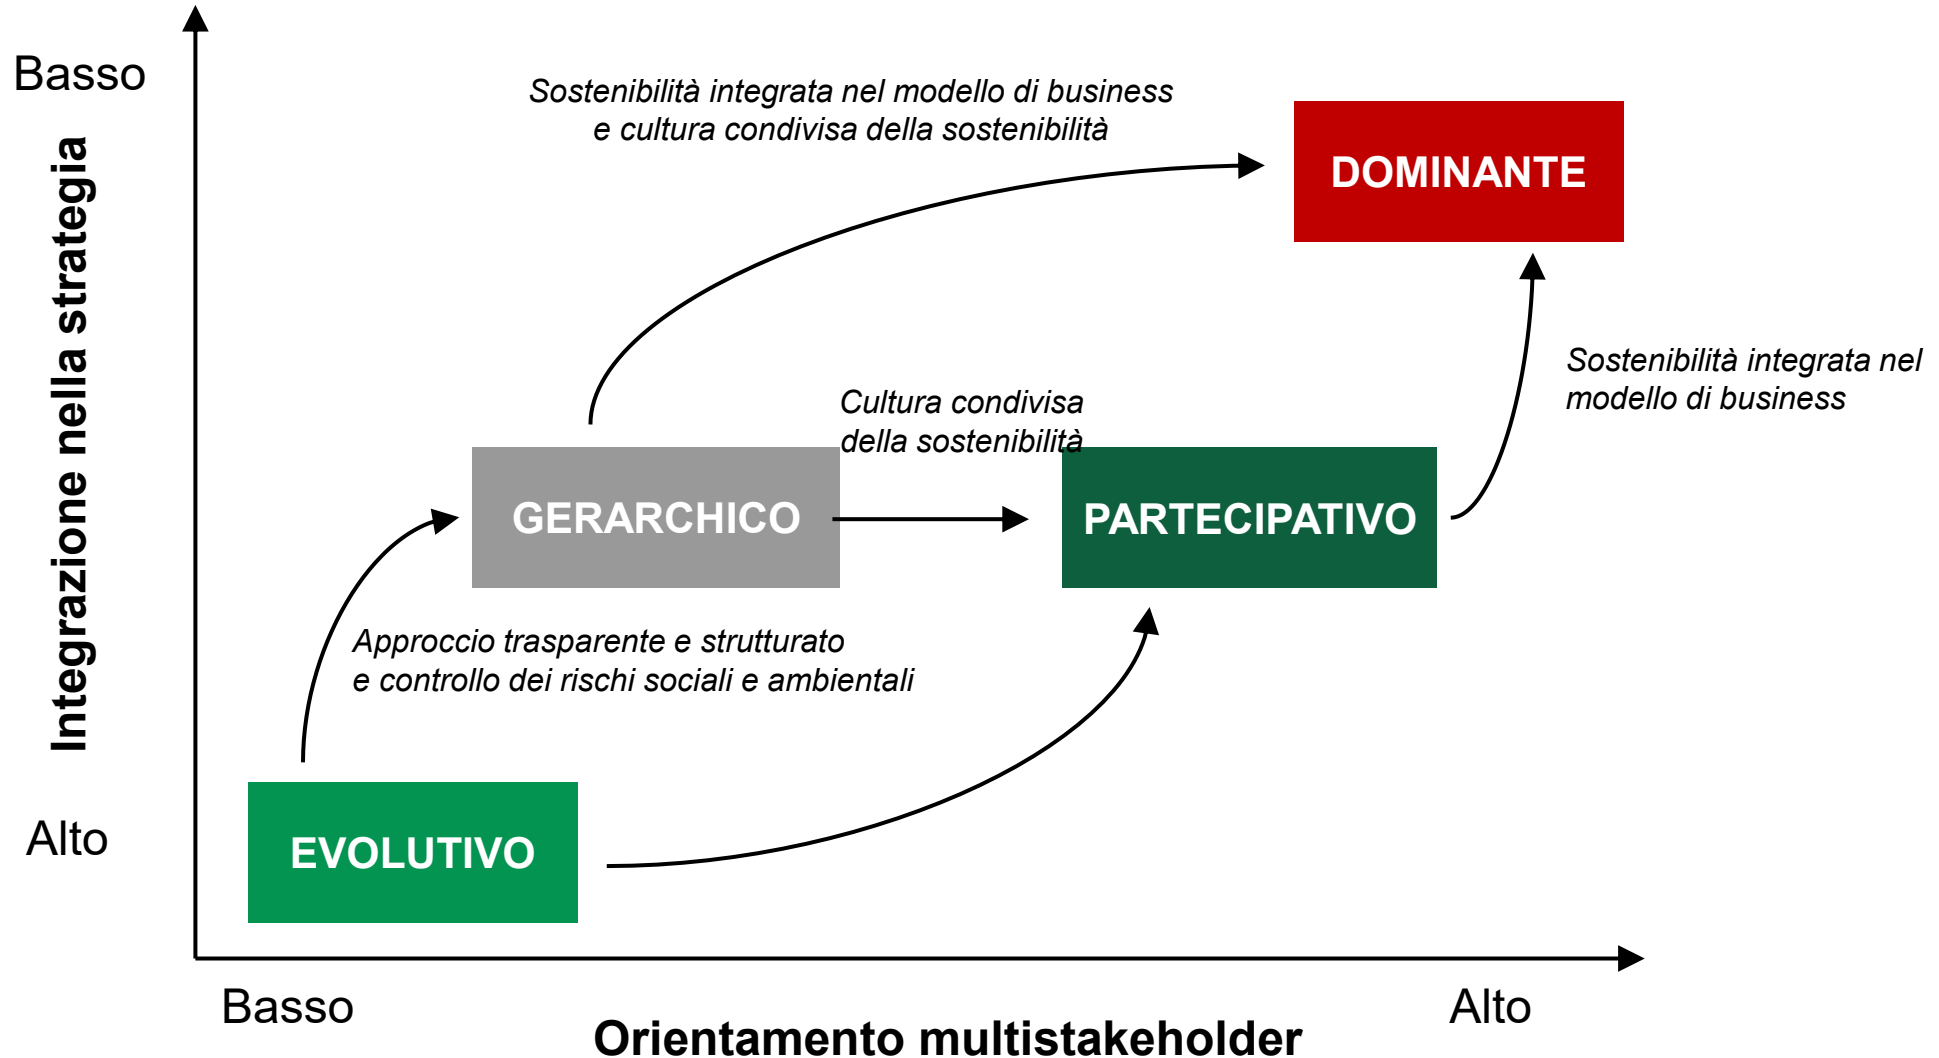 Basso
Sostenibilità integrata nel modello di business
e cultura condivisa della sostenibilità
DOMINANTE
Integrazione nella strategia
Sostenibilità integrata nel
modello di business
Cultura condivisa
della sostenibilità
GERARCHICO
PARTECIPATIVO
Approccio trasparente e strutturato
e controllo dei rischi sociali e ambientali
Alto
EVOLUTIVO
Basso
Alto
Orientamento multistakeholder